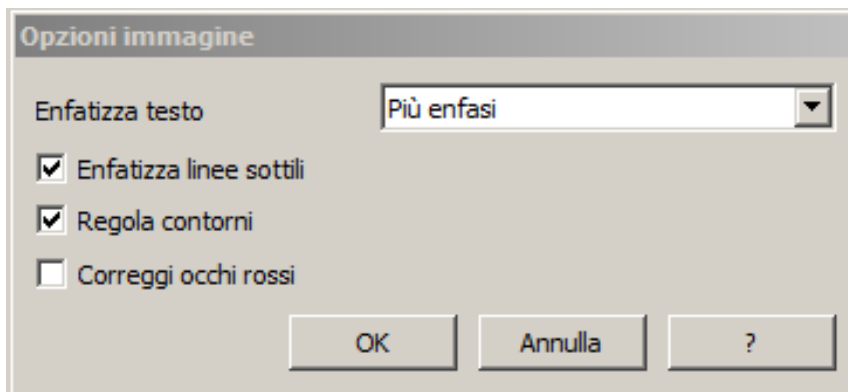 Opzioni immagine
Enfatizza testo Più enfasi
Enfatizza linee sottili
Regola contorni
Correggi occhi rossi
OK Annulla ?